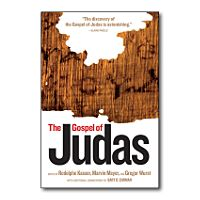 "The discovery of
the Gospel of Judas is astonishing."
The Gospel of
Judas
Rodolphe Kasser, Marvin Meyer, and Gregor Wurst